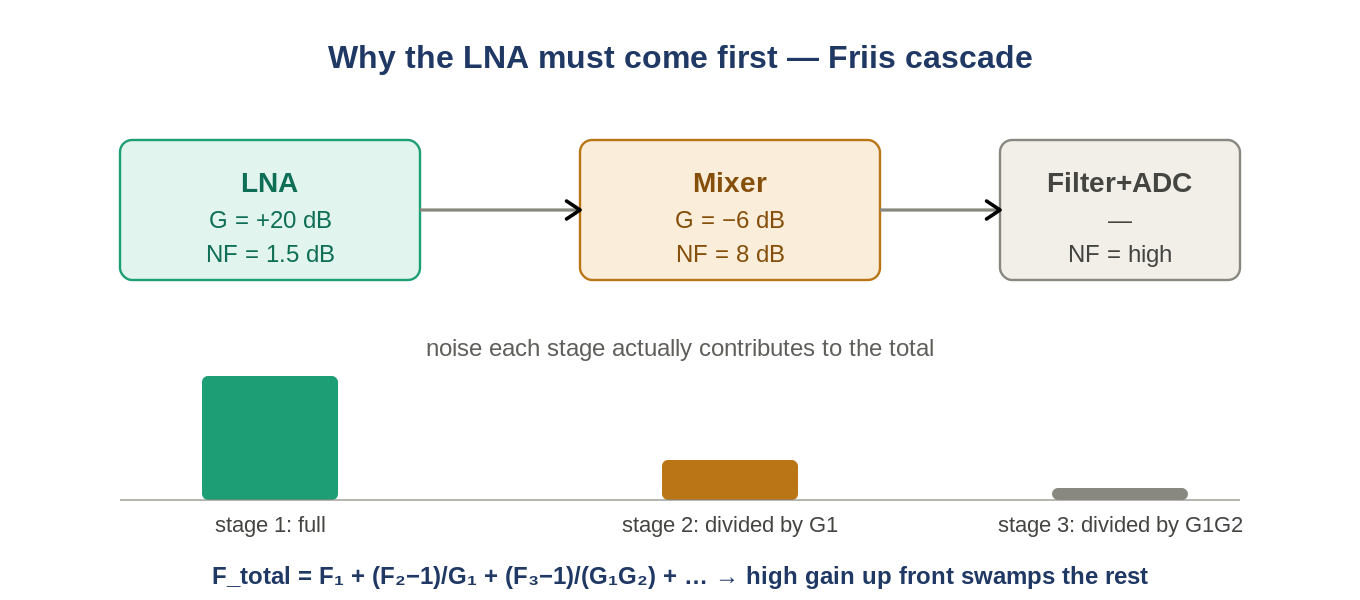 Why the LNA must come first — Friis cascade
LNA
G = +20 dB
NF = 1.5 dB
Mixer
G = −6 dB
NF = 8 dB
Filter+ADC
—
NF = high
noise each stage actually contributes to the total
stage 1: full
stage 2: divided by G1
stage 3: divided by G1G2
F_total = F₁ + (F₂−1)/G₁ + (F₃−1)/(G₁G₂) + … → high gain up front swamps the rest